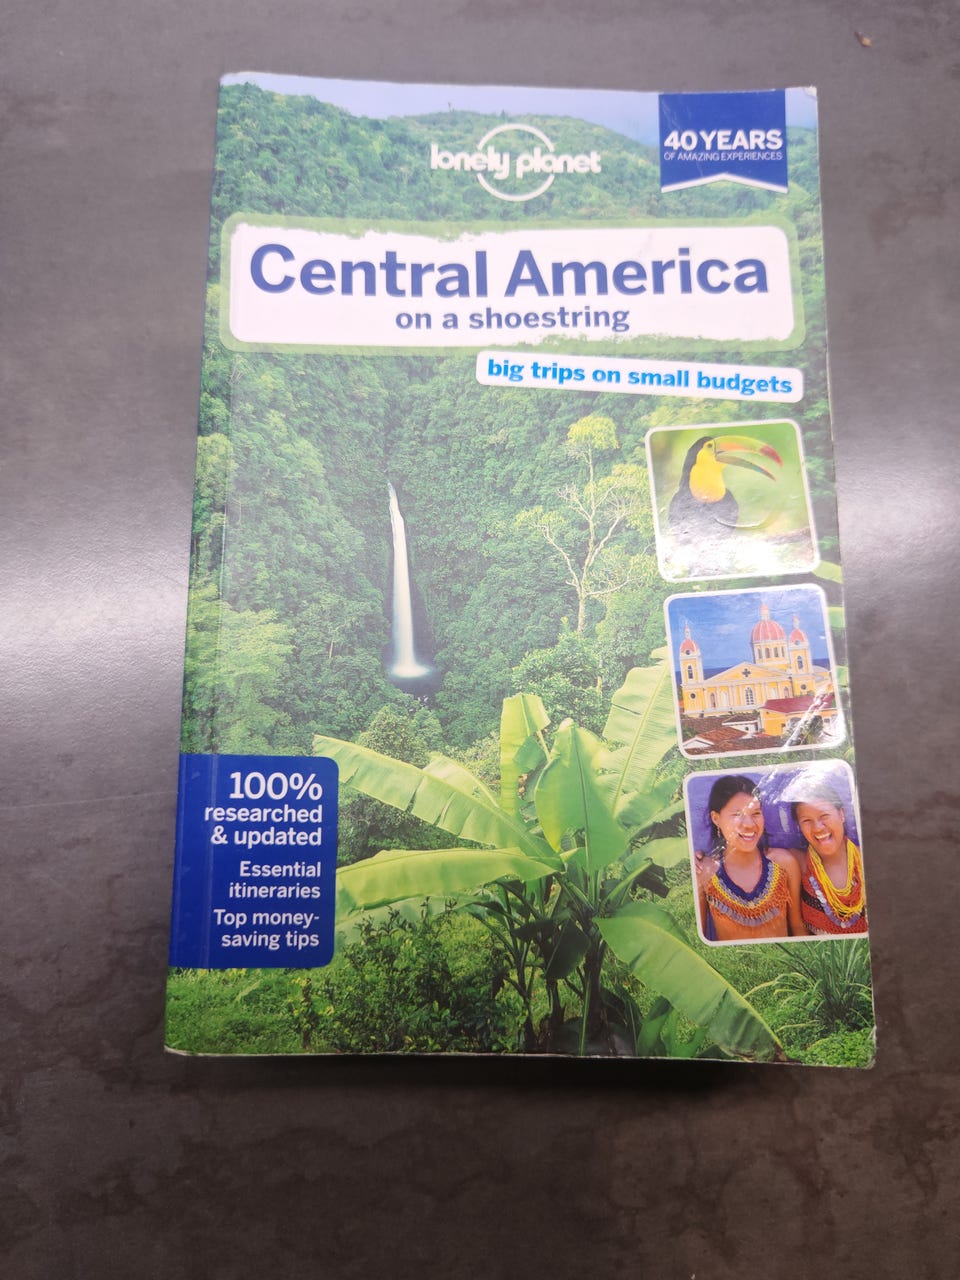 lonely planet
40 YEARS
OF AMAZING EXPERIENCES
Central America
on a shoestring
big trips on small budgets
100%
researched
& updated
Essential
itineraries
Top money-
saving tips